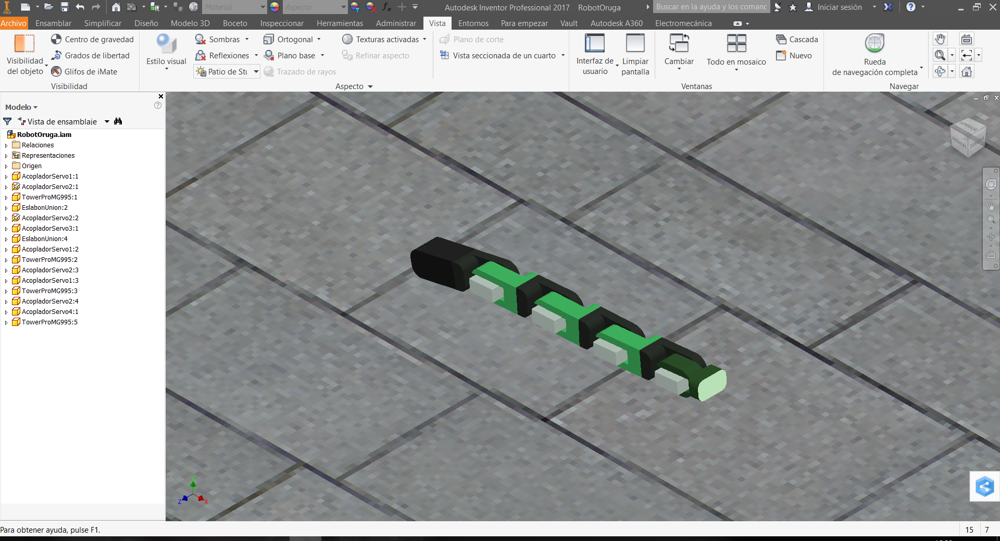 PRO
Material
Aspecto
Autodesk Inventor Professional 2017 RobotOruga
Buscar en la ayuda y los comanc
Iniciar sesión
Archivo Ensamblar Simplificar Diseño Modelo 3D Boceto Inspeccionar Herramientas Administrar Vista Entornos Para empezar Vault Autodesk A360 Electromecánica
Visibilidad
del objeto
Centro de gravedad
Grados de libertad
Glifos de iMate
Visibilidad
Estilo visual
Sombras
Reflexiones
Patio de Stu
Ortogonal
Plano base
Trazado de rayos
Texturas activadas
Refinar aspecto
Aspecto
Plano de corte
Vista seccionada de un cuarto
Interfaz de
usuario
Limpiar
pantalla
Cambiar
Todo en mosaico
Cascada
Nuevo
Ventanas
Rueda
de navegación completa
Navegar
Modelo
Vista de ensamblaje
RobotOruga.iam
Relaciones
Representaciones
Origen
AcopladorServo1:1
AcopladorServo2:1
TowerProMG995:1
EslabonUnion:2
AcopladorServo2:2
AcopladorServo3:1
EslabonUnion:4
AcopladorServo1:2
TowerProMG995:2
AcopladorServo2:3
AcopladorServo1:3
TowerProMG995:3
AcopladorServo2:4
AcopladorServo4:1
TowerProMG995:5
SUPERIOR
FRONTAL
DERECHA
Y
Z
X
Para obtener ayuda, pulse F1.
15 7